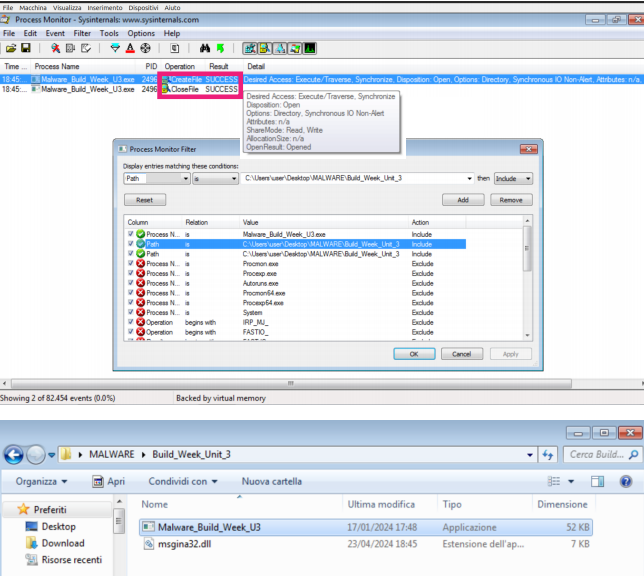 File Macchina Visualizza Inserimento Dispositivi Aiuto
Process Monitor - Sysinternals: www.sysinternals.com
File Edit Event Filter Tools Options Help
Time ... Process Name PID Operation Result Detail
18:45:... Malware_Build_Week_U3.exe 2496 CreateFile SUCCESS Desired Access: Execute/Traverse, Synchronize, Disposition: Open, Options: Directory, Synchronous IO Non-Alert, Attributes: n/a,
18:45:... Malware_Build_Week_U3.exe 2496 CloseFile SUCCESS
Desired Access: Execute/Traverse, Synchronize
Disposition: Open
Options: Directory, Synchronous IO Non-Alert
Attributes: n/a
ShareMode: Read, Write
AllocationSize: n/a
OpenResult: Opened
Process Monitor Filter
Display entries matching these conditions:
Path is C:\Users\user\Desktop\MALWARE\Build_Week_Unit_3 then Include
Reset Add Remove
Column Relation Value Action
Process N... is Malware_Build_Week_U3.exe Include
Path is C:\Users\user\Desktop\MALWARE\Build_Week_Unit_3 Include
Path is C:\Users\user\Desktop\MALWARE\Build_Week_Unit_3 Include
Process N... is Procmon.exe Exclude
Process N... is Procexp.exe Exclude
Process N... is Autoruns.exe Exclude
Process N... is Procmon64.exe Exclude
Process N... is Procexp64.exe Exclude
Process N... is System Exclude
Operation begins with IRP_MJ_ Exclude
Operation begins with FASTIO_ Exclude
OK Cancel Apply
Showing 2 of 82.454 events (0.0%) Backed by virtual memory
MALWARE Build_Week_Unit_3 Cerca Build...
Organizza Apri Condividi con Nuova cartella
Preferiti Nome Ultima modifica Tipo Dimensione
Desktop Malware_Build_Week_U3 17/01/2024 17:48 Applicazione 52 KB
Download msgina32.dll 23/04/2024 18:45 Estensione dell'ap... 7 KB
Risorse recenti